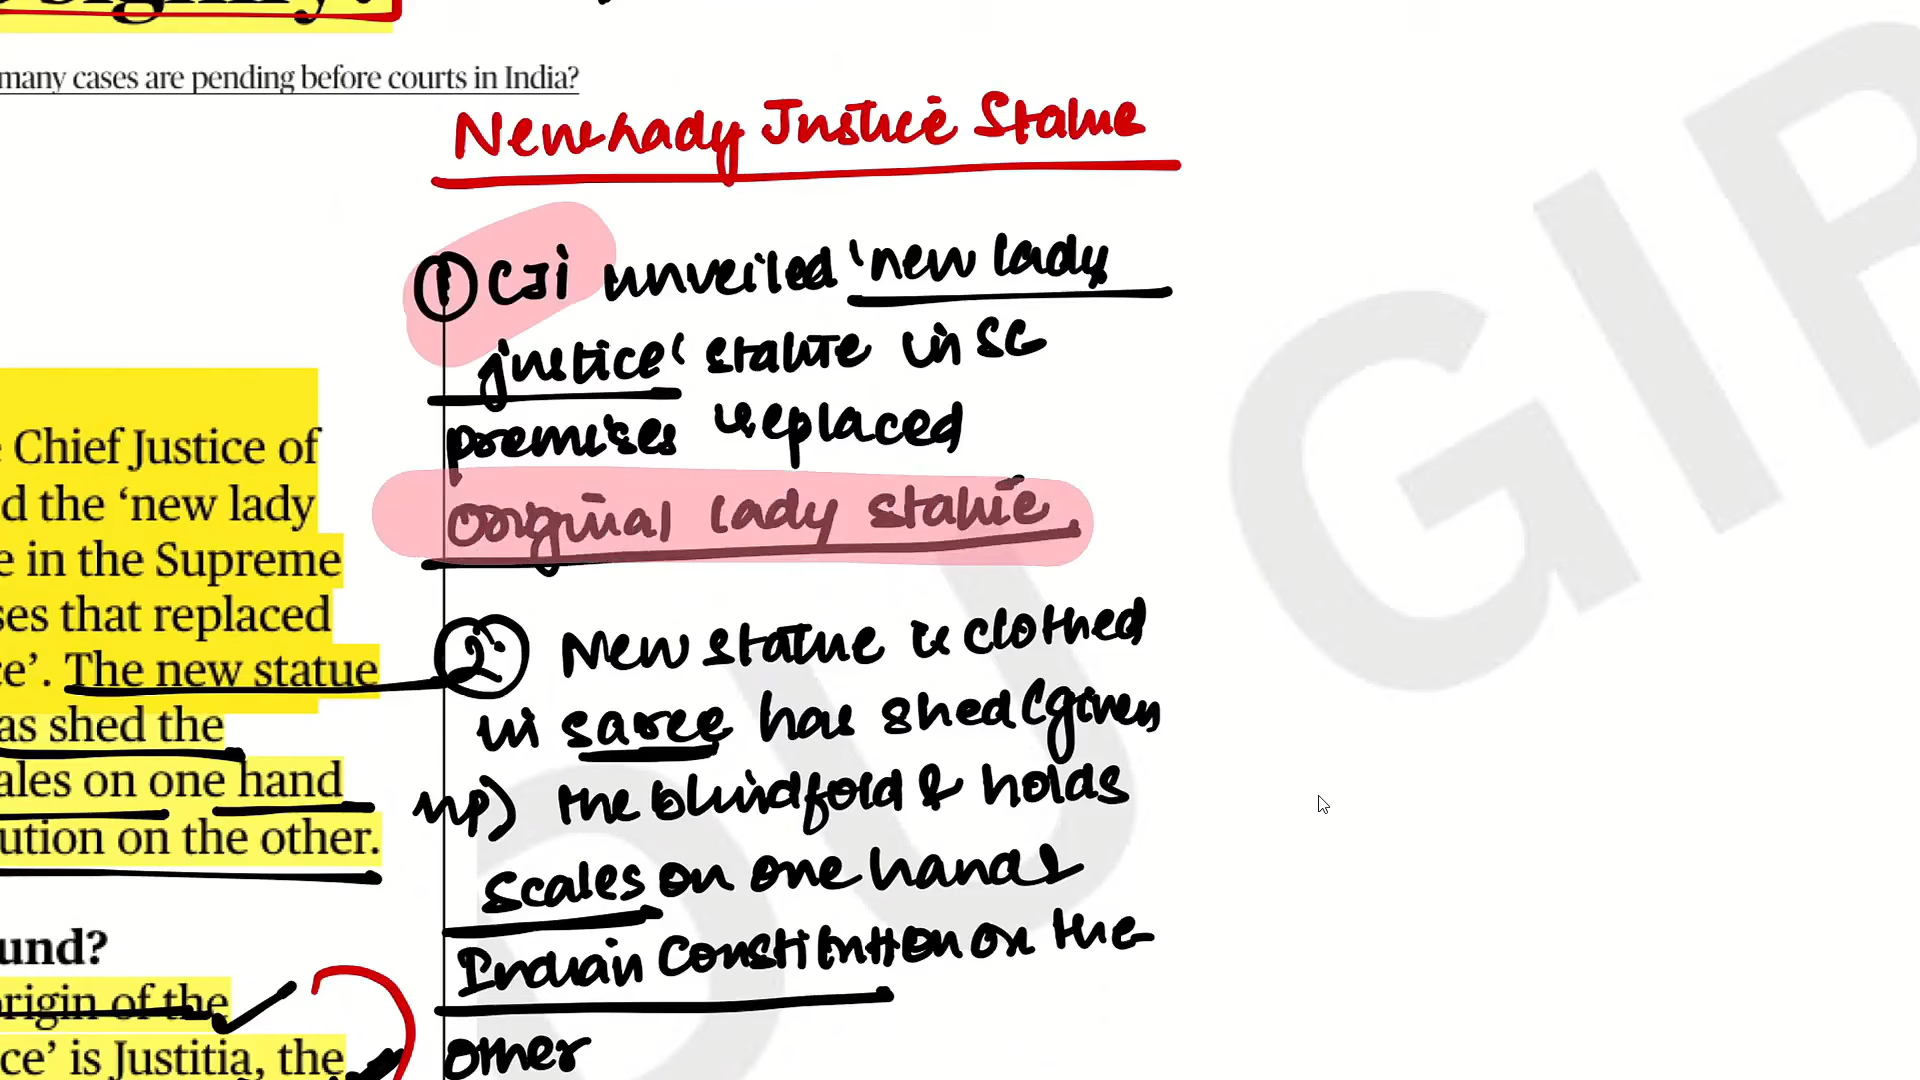 many cases are pending before courts in India?
New Lady Justice Statue
① CJI unveiled 'new lady
justice' statue in SC
premises replaced
original lady statue.
② New statue is clothed
in saree has shed (given
up) the blindfold & holds
scales on one hand &
Indian Constitution on the
other
Chief Justice of
d the ‘new lady
e in the Supreme
ses that replaced
ce’. The new statue
as shed the
ales on one hand
ution on the other.
und?
origin of the
ce’ is Justitia, the
DU GIR